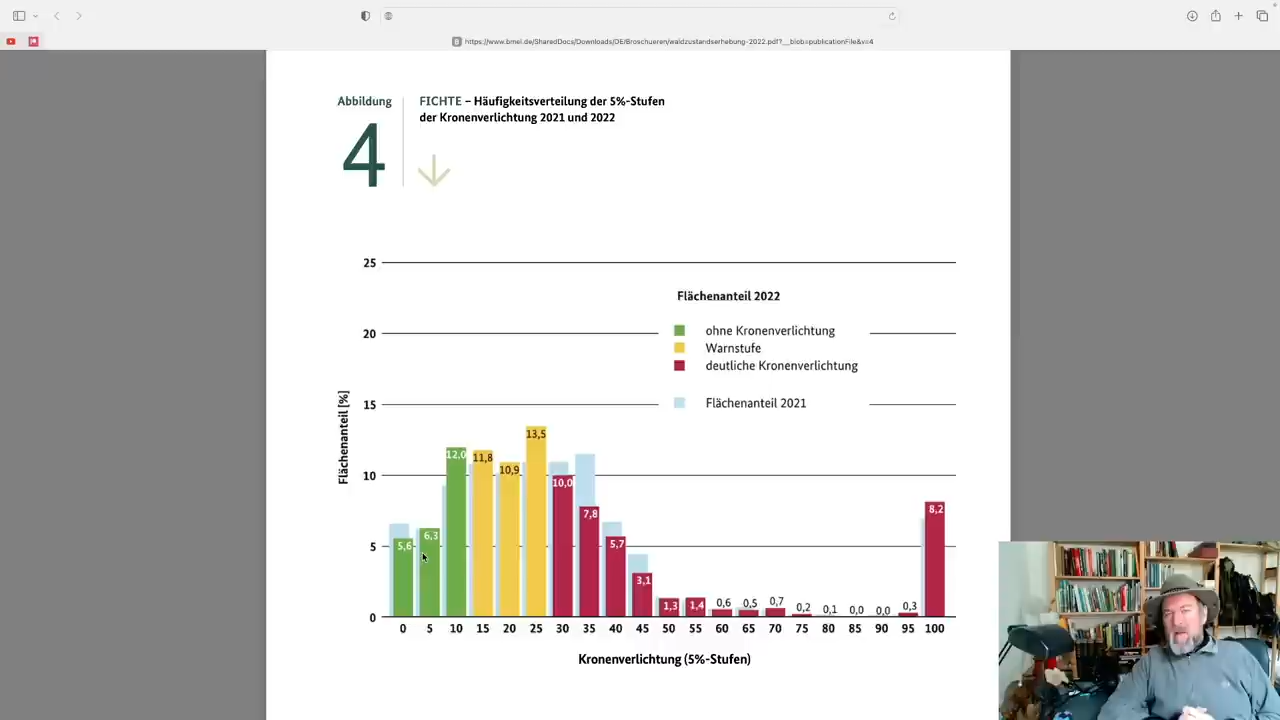 https://www.bmel.de/SharedDocs/Downloads/DE/Broschueren/waldzustandserhebung-2022.pdf?__blob=publicationFile&v=4
Abbildung
4
FICHTE – Häufigkeitsverteilung der 5%-Stufen
der Kronenverlichtung 2021 und 2022
Flächenanteil 2022
ohne Kronenverlichtung
Warnstufe
deutliche Kronenverlichtung
Flächenanteil 2021
Flächenanteil [%]
25
20
15
10
5
0
5,6
6,3
12,0
11,8
10,9
13,5
10,0
7,8
5,7
3,1
1,3
1,4
0,6
0,5
0,7
0,2
0,1
0,0
0,0
0,3
8,2
0 5 10 15 20 25 30 35 40 45 50 55 60 65 70 75 80 85 90 95 100
Kronenverlichtung (5%-Stufen)